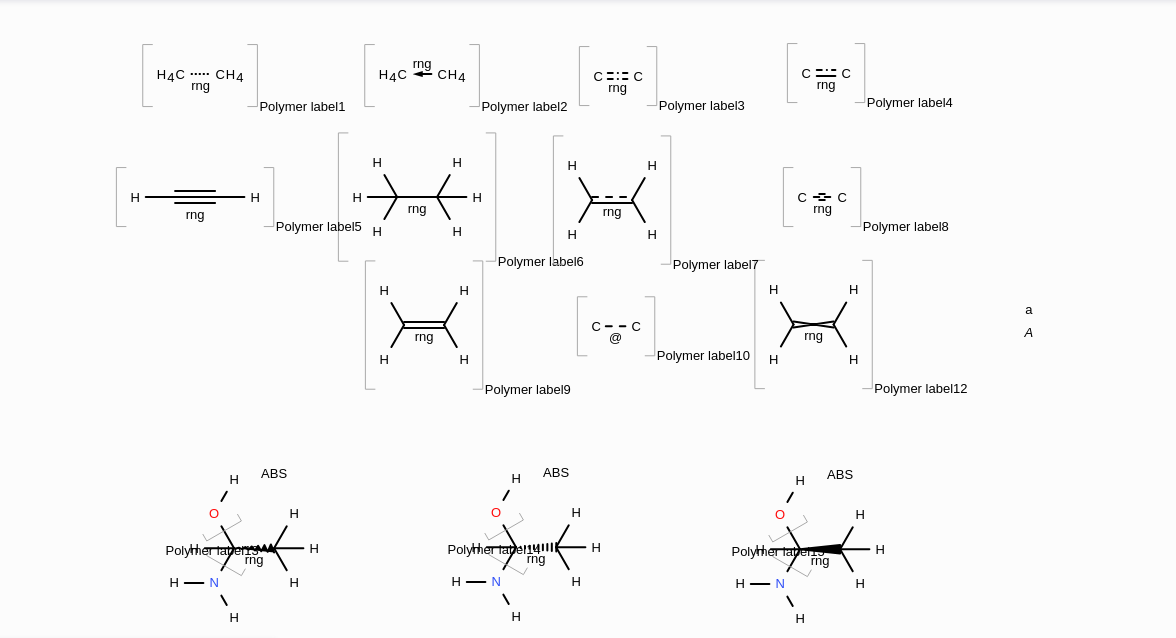 H4C CH4
rng
Polymer label1
rng
H4C CH4
Polymer label2
C C
rng
Polymer label3
C C
rng
Polymer label4
H H
rng
Polymer label5
H H
H H
rng
H H
Polymer label6
H H
rng
H H
Polymer label7
C C
rng
Polymer label8
H H
rng
H H
Polymer label9
C C
@
Polymer label10
H H
rng
H H
Polymer label12
a
A
ABS
H
O H
H H
Polymer label13
rng
H N H
H
ABS
H
O H
H H
Polymer label14
rng
H N H
H
ABS
H
O H
H H
Polymer label15
rng
H N H
H